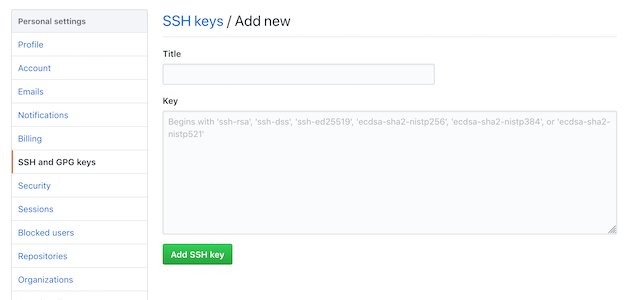 Personal settings
Profile
Account
Emails
Notifications
Billing
SSH and GPG keys
Security
Sessions
Blocked users
Repositories
Organizations
SSH keys / Add new
Title
Key
Begins with 'ssh-rsa', 'ssh-dss', 'ssh-ed25519', 'ecdsa-sha2-nistp256', 'ecdsa-sha2-nistp384', or 'ecdsa-sha2-
nistp521'
Add SSH key